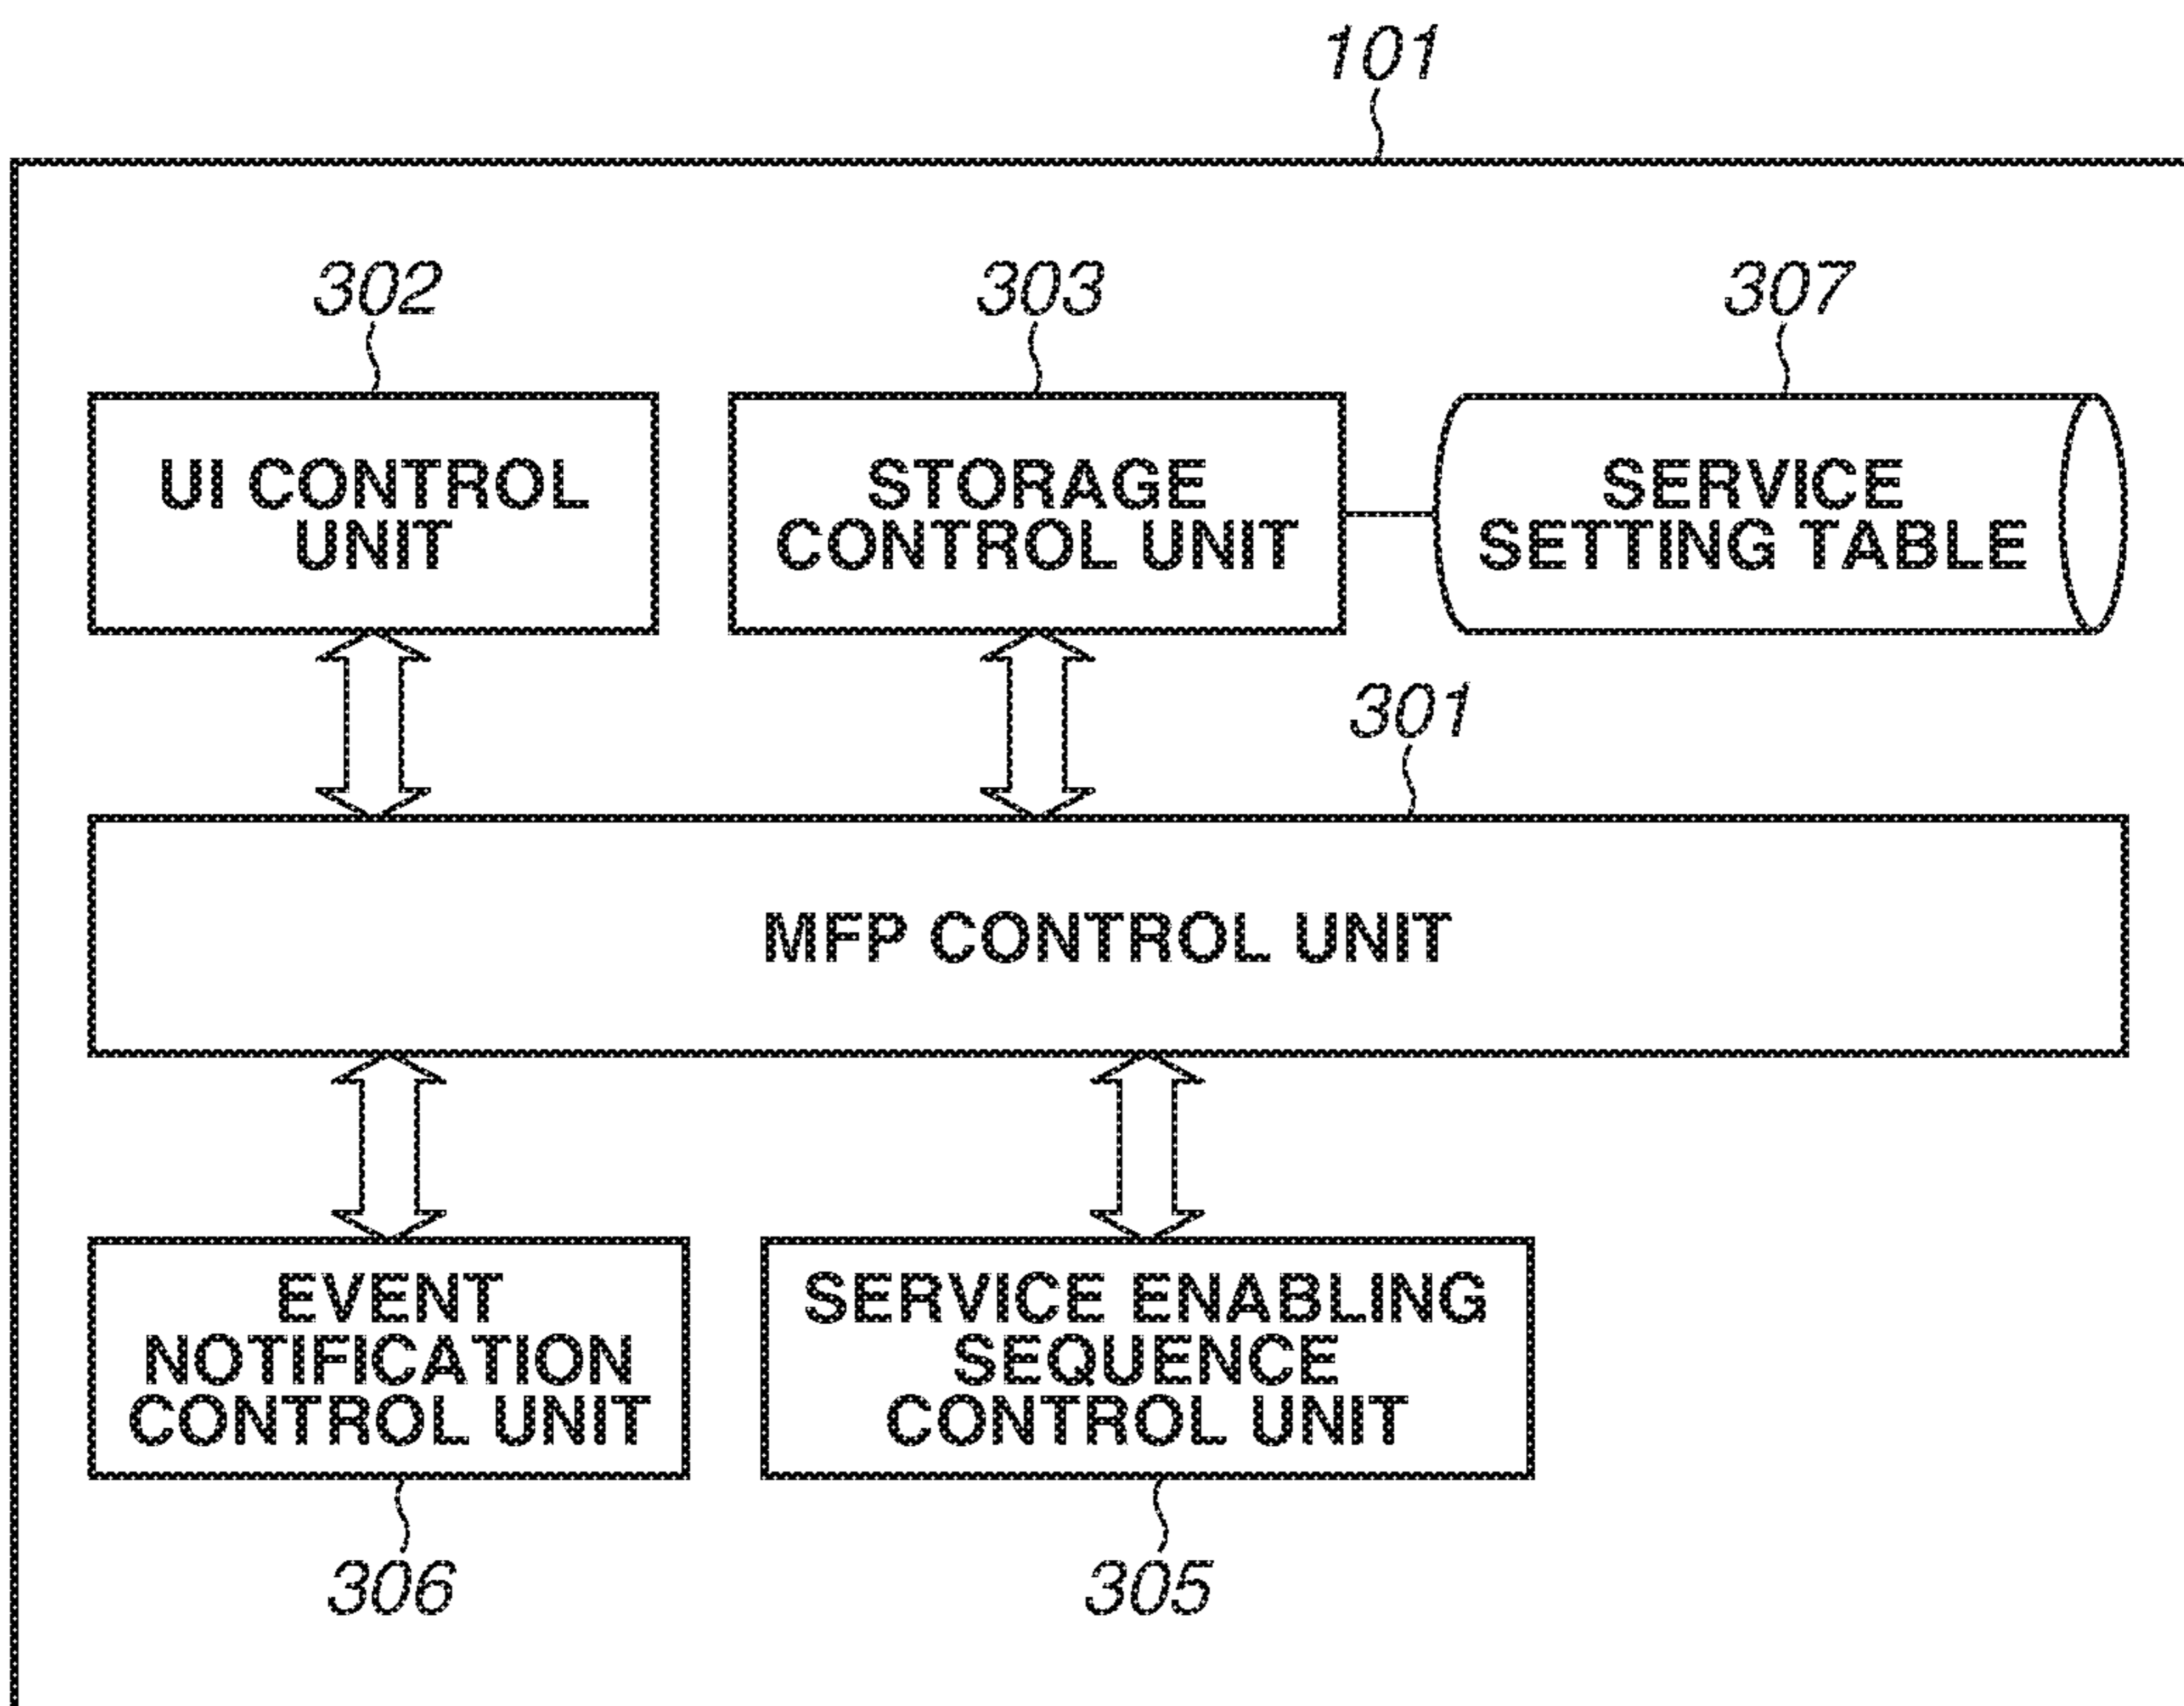 101
302
303
307
UI CONTROL
UNIT
STORAGE
CONTROL UNIT
SERVICE
SETTING TABLE
301
MFP CONTROL UNIT
EVENT
NOTIFICATION
CONTROL UNIT
SERVICE ENABLING
SEQUENCE
CONTROL UNIT
306
305